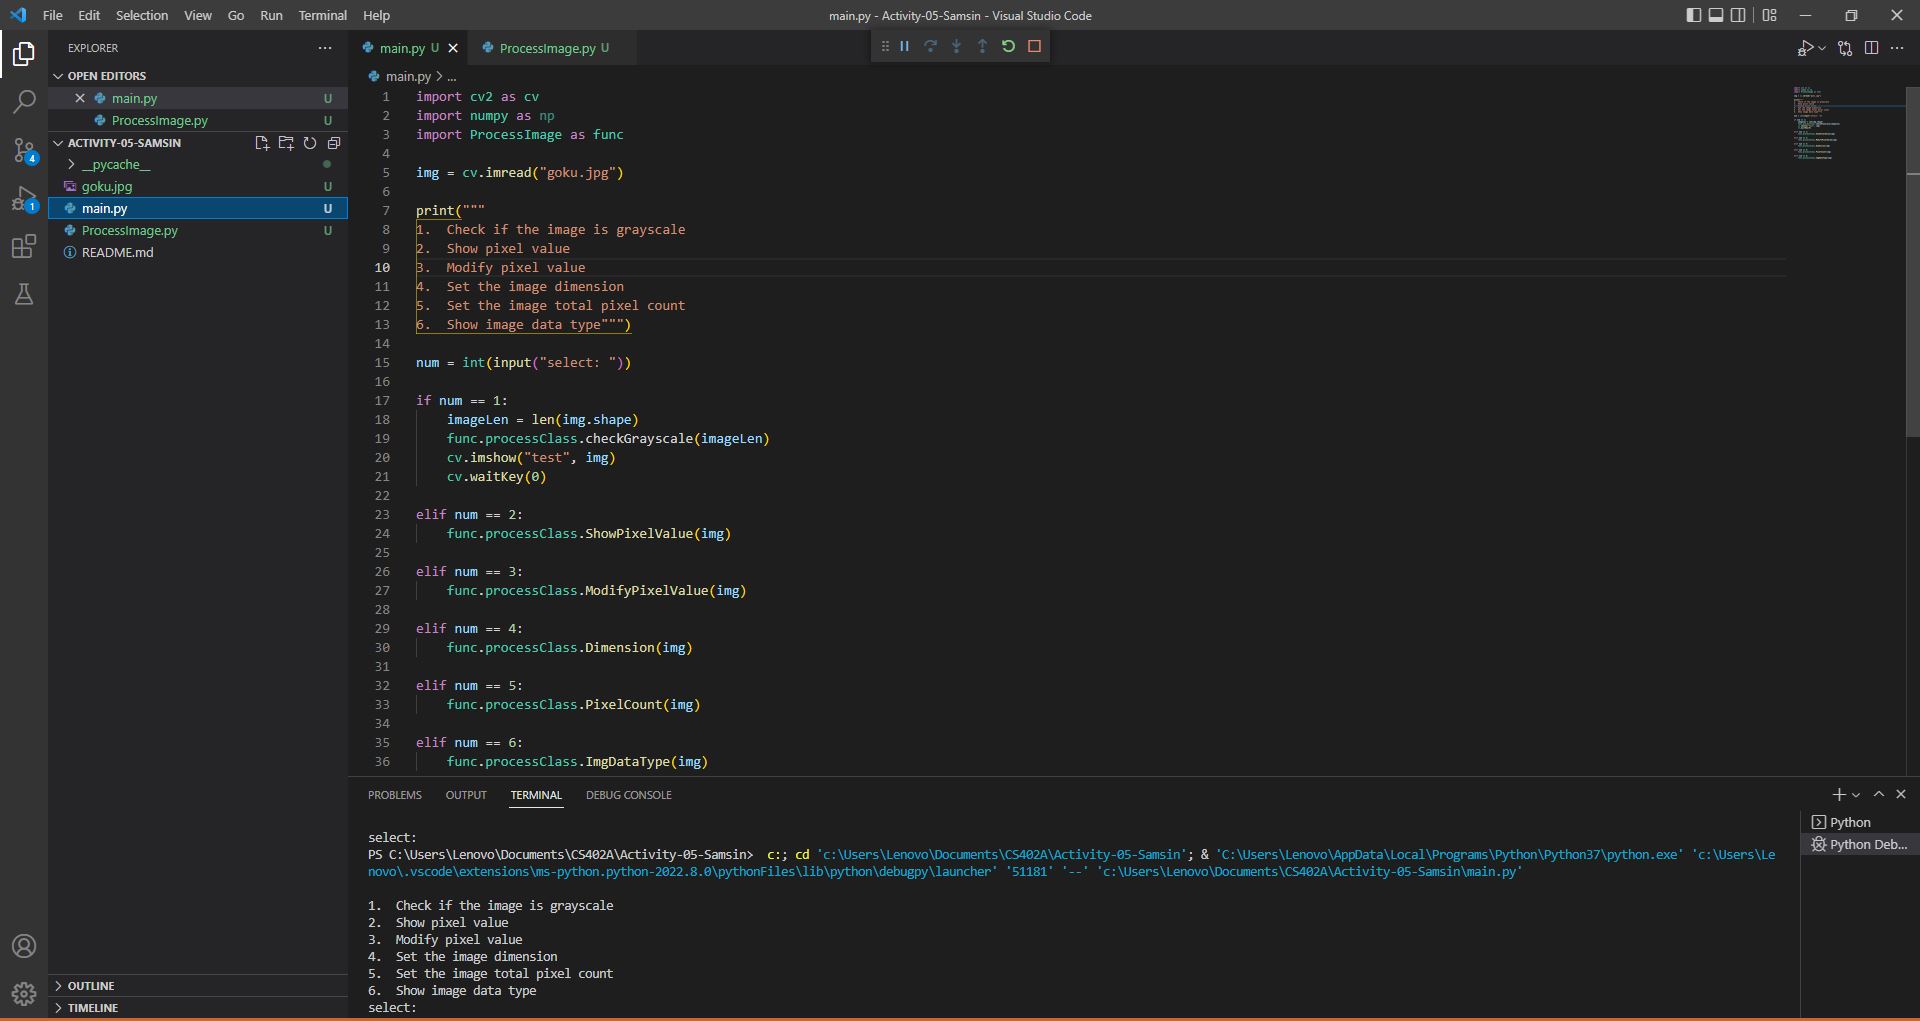 File Edit Selection View Go Run Terminal Help
main.py - Activity-05-Samsin - Visual Studio Code
EXPLORER
OPEN EDITORS
main.py U
ProcessImage.py U
ACTIVITY-05-SAMSIN
__pycache__
goku.jpg U
main.py U
ProcessImage.py U
README.md
4
1
OUTLINE
TIMELINE
main.py U ProcessImage.py U
main.py > ...
1 import cv2 as cv
2 import numpy as np
3 import ProcessImage as func
4
5 img = cv.imread("goku.jpg")
6
7 print("""
8 1.  Check if the image is grayscale
9 2.  Show pixel value
10 3.  Modify pixel value
11 4.  Set the image dimension
12 5.  Set the image total pixel count
13 6.  Show image data type""")
14
15 num = int(input("select: "))
16
17 if num == 1:
18     imageLen = len(img.shape)
19     func.processClass.checkGrayscale(imageLen)
20     cv.imshow("test", img)
21     cv.waitKey(0)
22
23 elif num == 2:
24     func.processClass.ShowPixelValue(img)
25
26 elif num == 3:
27     func.processClass.ModifyPixelValue(img)
28
29 elif num == 4:
30     func.processClass.Dimension(img)
31
32 elif num == 5:
33     func.processClass.PixelCount(img)
34
35 elif num == 6:
36     func.processClass.ImgDataType(img)
PROBLEMS OUTPUT TERMINAL DEBUG CONSOLE
select:
PS C:\Users\Lenovo\Documents\CS402A\Activity-05-Samsin>  c:; cd 'c:\Users\Lenovo\Documents\CS402A\Activity-05-Samsin'; & 'C:\Users\Lenovo\AppData\Local\Programs\Python\Python37\python.exe' 'c:\Users\Le
novo\.vscode\extensions\ms-python.python-2022.8.0\pythonFiles\lib\python\debugpy\launcher' '51181' '--' 'c:\Users\Lenovo\Documents\CS402A\Activity-05-Samsin\main.py'
1.  Check if the image is grayscale
2.  Show pixel value
3.  Modify pixel value
4.  Set the image dimension
5.  Set the image total pixel count
6.  Show image data type
select:
Python
Python Deb...